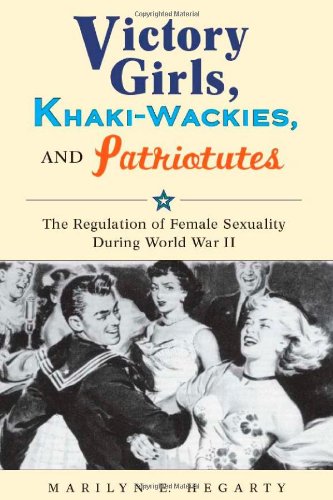 Victory
Girls,
KHAKI-WACKIES,
AND Patriotutes
The Regulation of Female Sexuality
During World War II
MARILYN E. HEGARTY